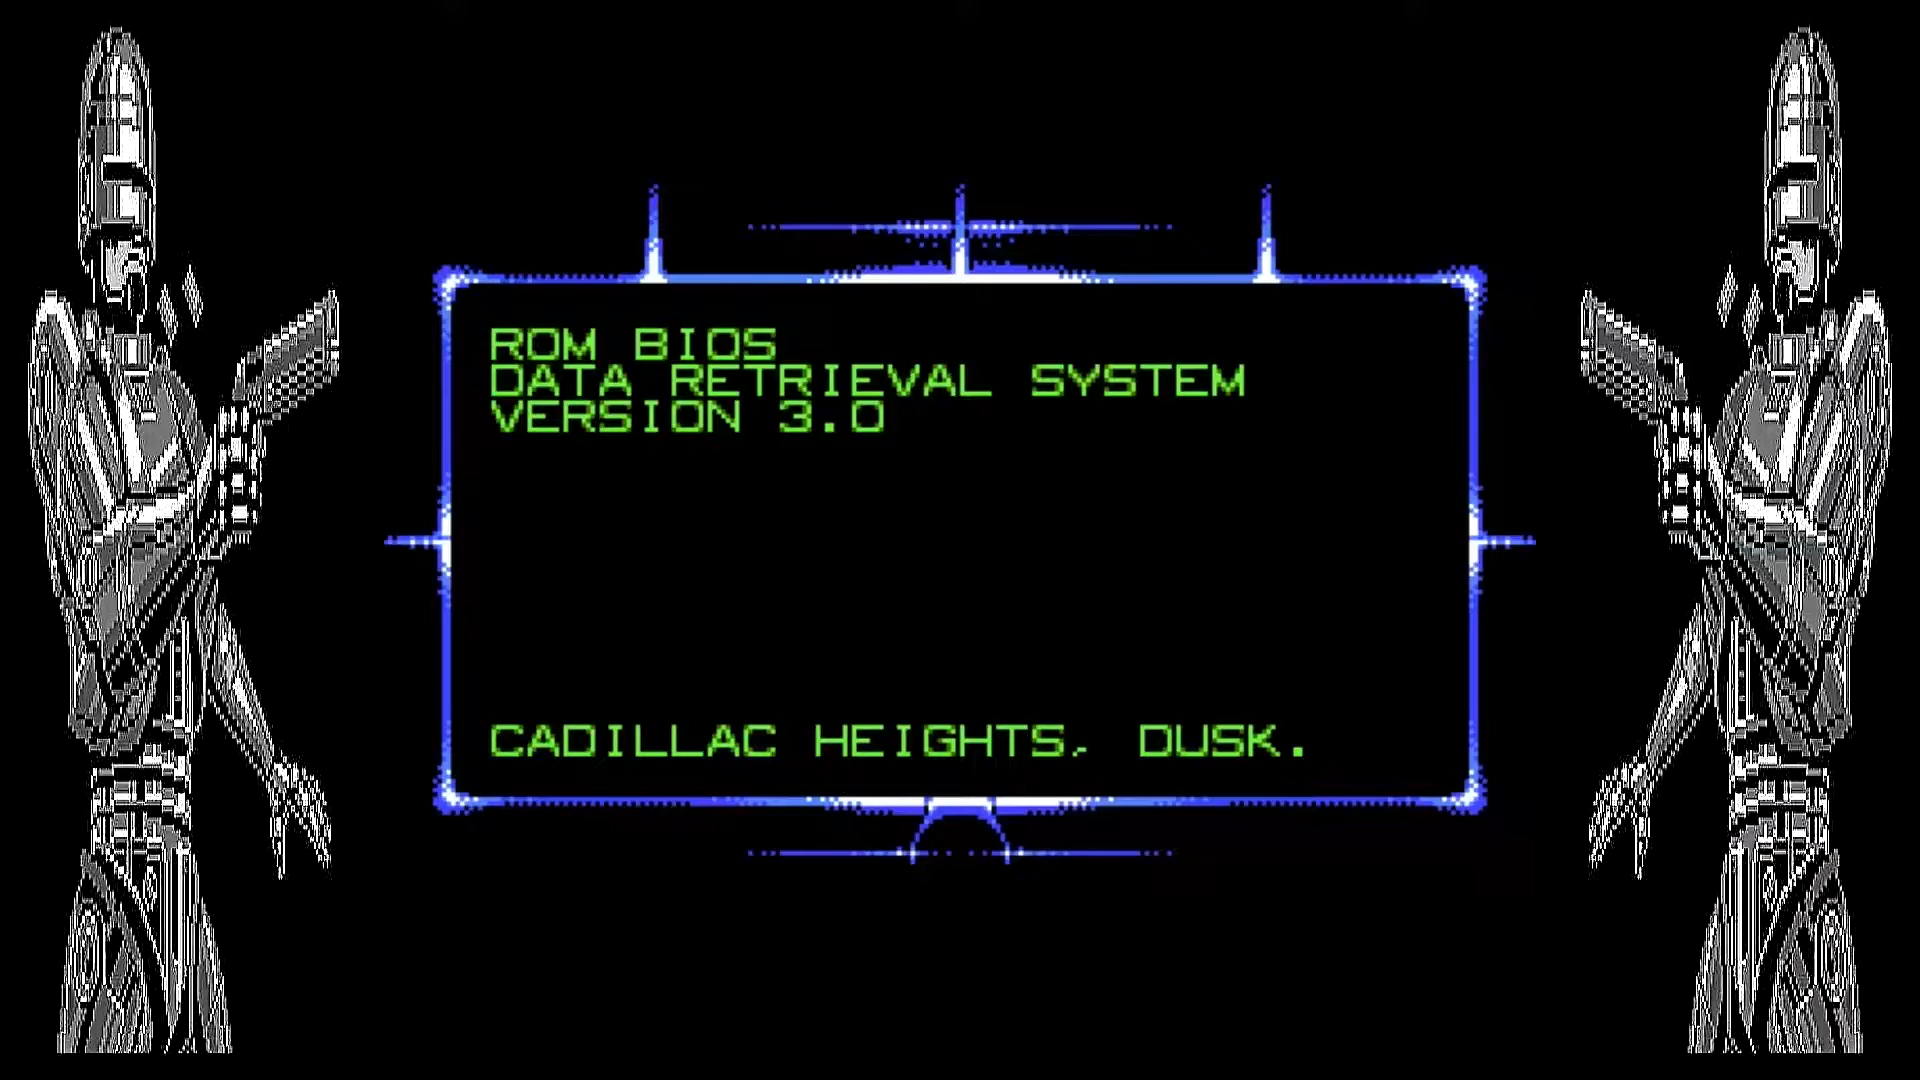 ROM BIOS
DATA RETRIEVAL SYSTEM
VERSION 3.0
CADILLAC HEIGHTS, DUSK.